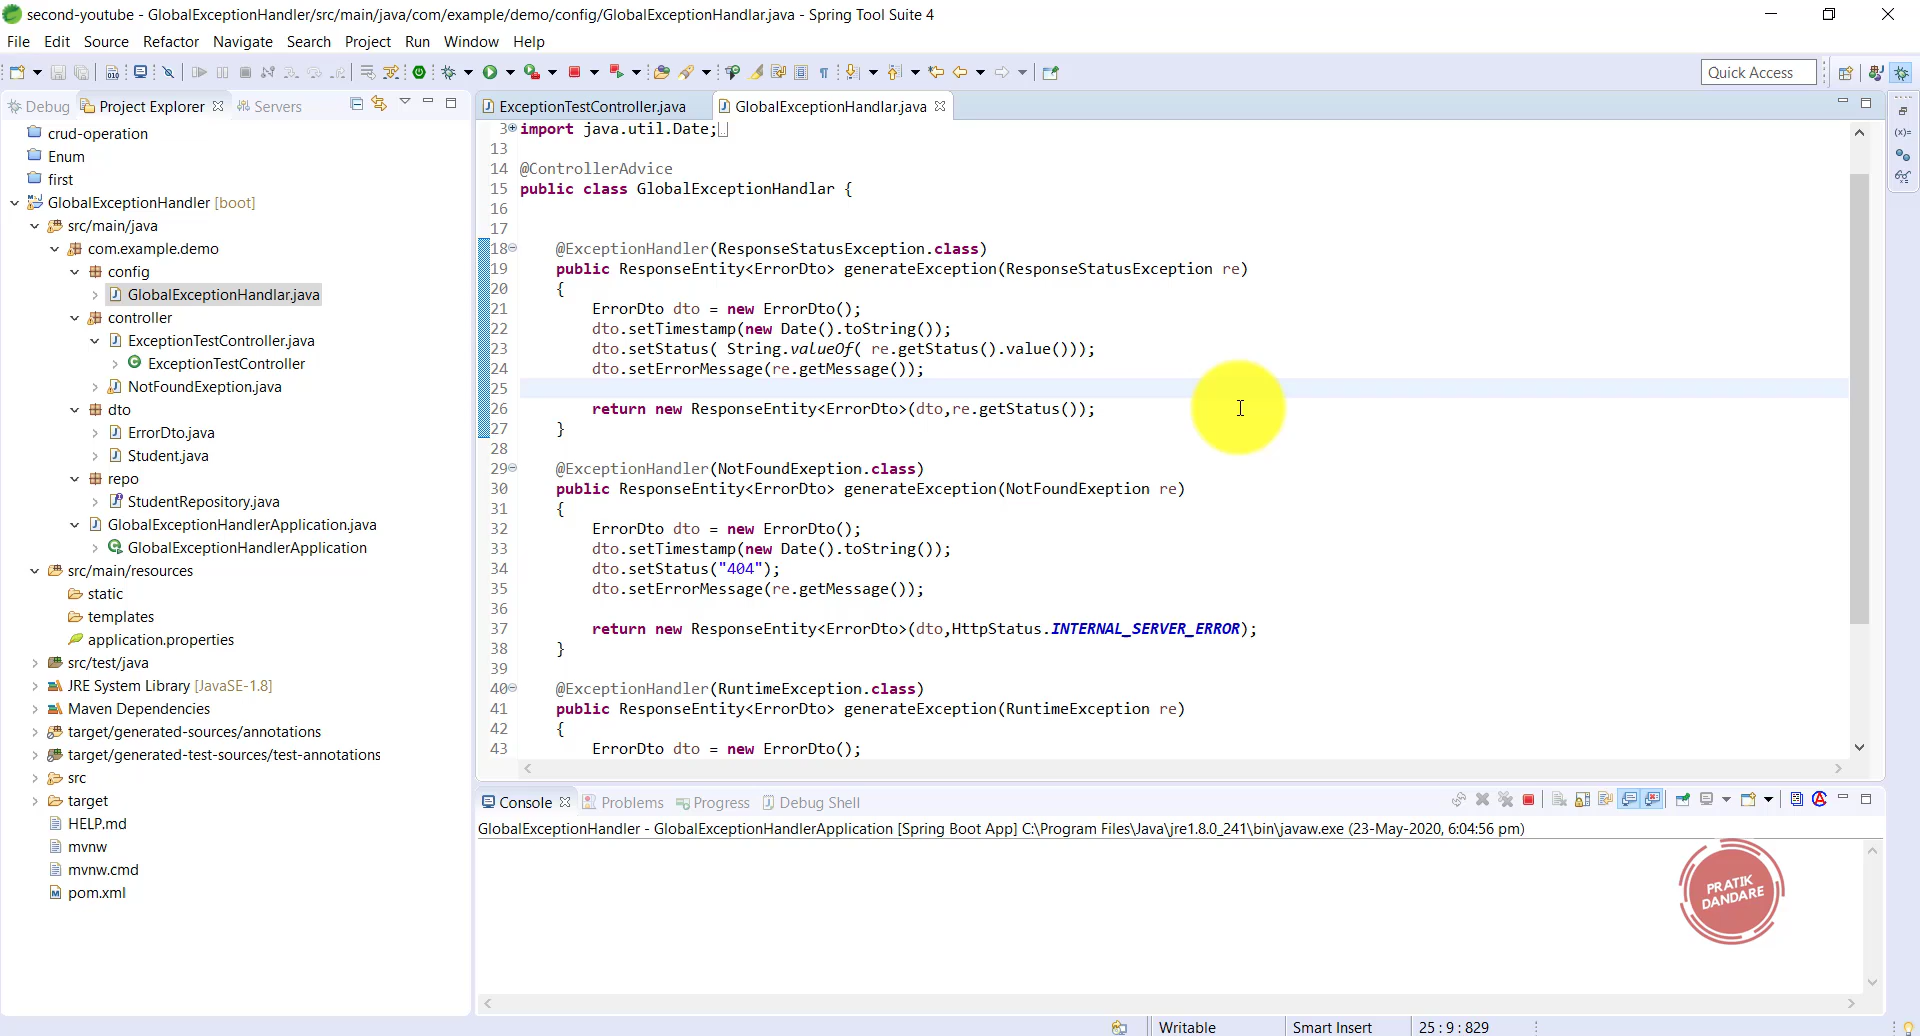 second-youtube - GlobalExceptionHandler/src/main/java/com/example/demo/config/GlobalExceptionHandlar.java - Spring Tool Suite 4
File Edit Source Refactor Navigate Search Project Run Window Help
Quick Access
Debug Project Explorer Servers
crud-operation
Enum
first
GlobalExceptionHandler [boot]
src/main/java
com.example.demo
config
GlobalExceptionHandlar.java
controller
ExceptionTestController.java
ExceptionTestController
NotFoundExeption.java
dto
ErrorDto.java
Student.java
repo
StudentRepository.java
GlobalExceptionHandlerApplication.java
GlobalExceptionHandlerApplication
src/main/resources
static
templates
application.properties
src/test/java
JRE System Library [JavaSE-1.8]
Maven Dependencies
target/generated-sources/annotations
target/generated-test-sources/test-annotations
src
target
HELP.md
mvnw
mvnw.cmd
pom.xml
ExceptionTestController.java GlobalExceptionHandlar.java
3 import java.util.Date;
13
14 @ControllerAdvice
15 public class GlobalExceptionHandlar {
16
17
18 @ExceptionHandler(ResponseStatusException.class)
19 public ResponseEntity<ErrorDto> generateException(ResponseStatusException re)
20 {
21 ErrorDto dto = new ErrorDto();
22 dto.setTimestamp(new Date().toString());
23 dto.setStatus( String.valueOf( re.getStatus().value()));
24 dto.setErrorMessage(re.getMessage());
25
26 return new ResponseEntity<ErrorDto>(dto,re.getStatus());
27 }
28
29 @ExceptionHandler(NotFoundExeption.class)
30 public ResponseEntity<ErrorDto> generateException(NotFoundExeption re)
31 {
32 ErrorDto dto = new ErrorDto();
33 dto.setTimestamp(new Date().toString());
34 dto.setStatus("404");
35 dto.setErrorMessage(re.getMessage());
36
37 return new ResponseEntity<ErrorDto>(dto,HttpStatus.INTERNAL_SERVER_ERROR);
38 }
39
40 @ExceptionHandler(RuntimeException.class)
41 public ResponseEntity<ErrorDto> generateException(RuntimeException re)
42 {
43 ErrorDto dto = new ErrorDto();
Console Problems Progress Debug Shell
GlobalExceptionHandler - GlobalExceptionHandlerApplication [Spring Boot App] C:\Program Files\Java\jre1.8.0_241\bin\javaw.exe (23-May-2020, 6:04:56 pm)
PRATIK
DANDARE
Writable Smart Insert 25 : 9 : 829